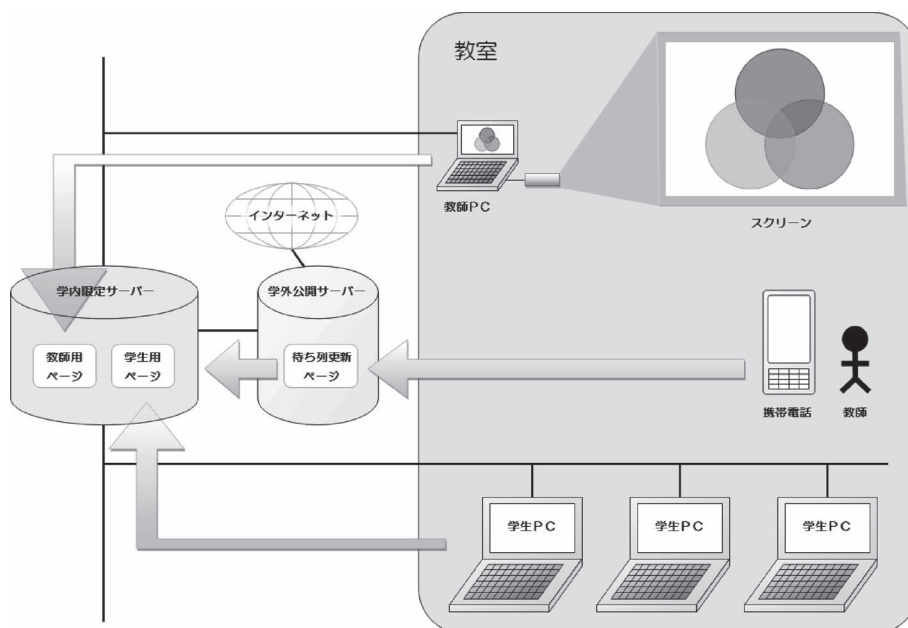 教室
教師PC
スクリーン
インターネット
学内限定サーバー
学外公開サーバー
教師用
ページ
学生用
ページ
待ち列更新
ページ
携帯電話
教師
学生PC
学生PC
学生PC